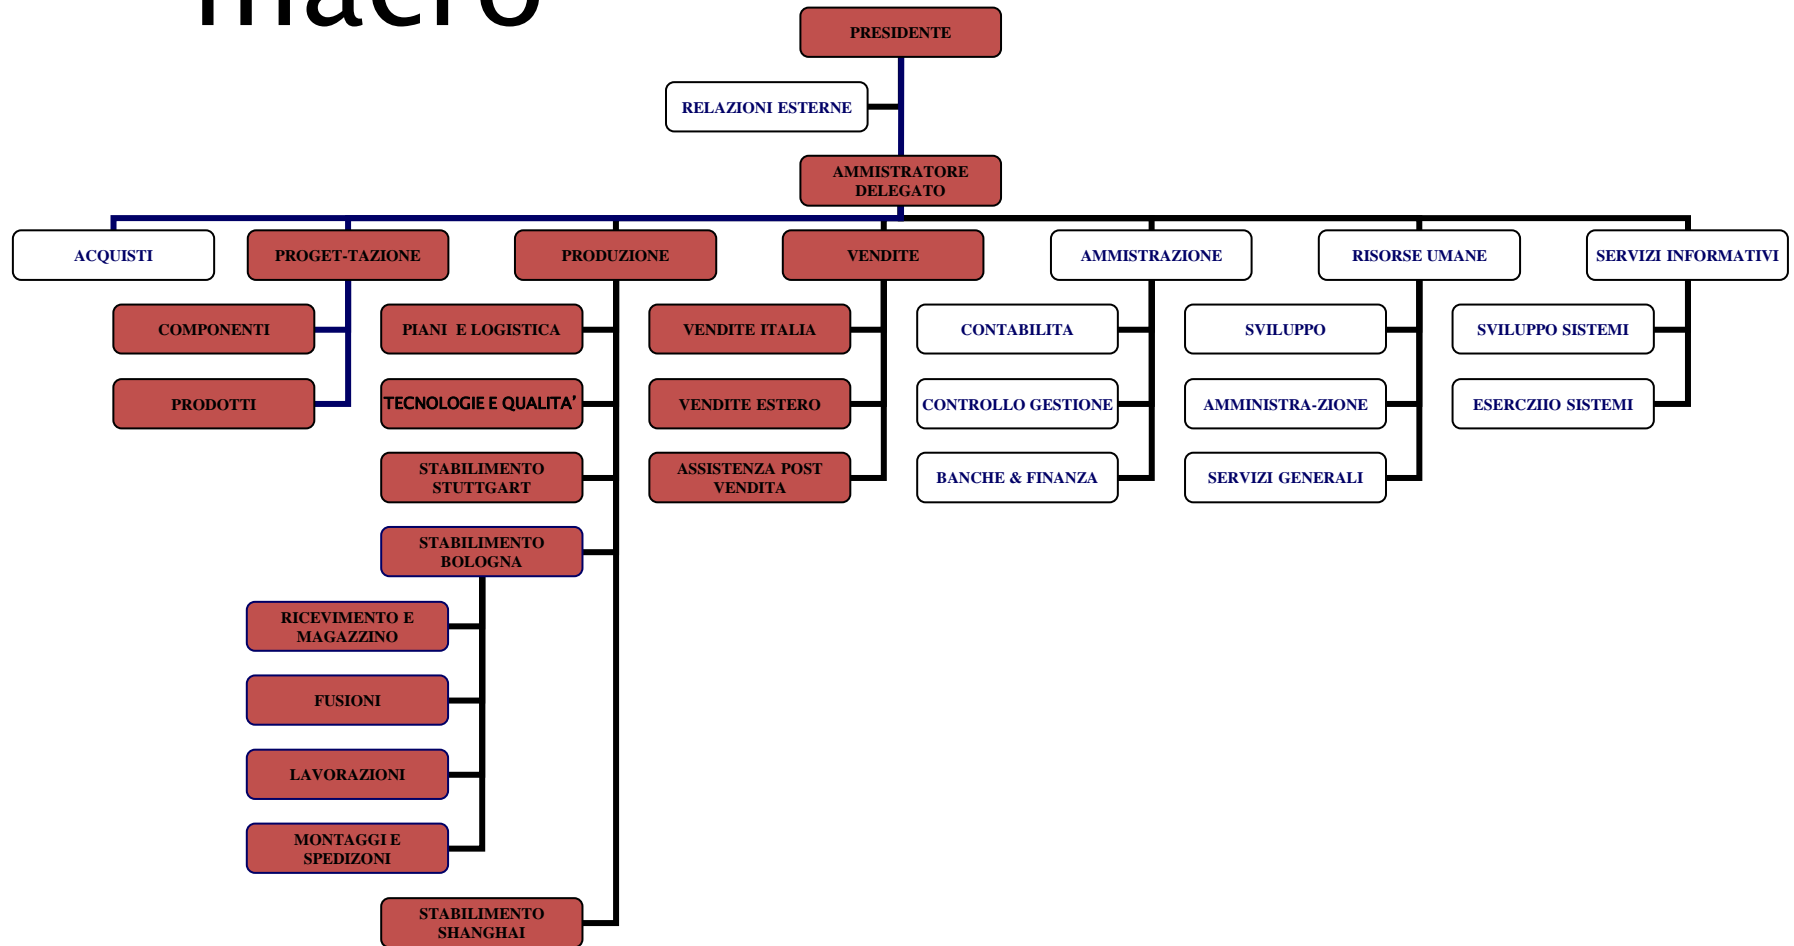 macro
PRESIDENTE
RELAZIONI ESTERNE
AMMISTRATORE
DELEGATO
ACQUISTI
PROGET-TAZIONE
PRODUZIONE
VENDITE
AMMISTRAZIONE
RISORSE UMANE
SERVIZI INFORMATIVI
COMPONENTI
PIANI E LOGISTICA
VENDITE ITALIA
CONTABILITA
SVILUPPO
SVILUPPO SISTEMI
PRODOTTI
TECNOLOGIE E QUALITA’
VENDITE ESTERO
CONTROLLO GESTIONE
AMMINISTRA-ZIONE
ESERCZIIO SISTEMI
STABILIMENTO
STUTTGART
ASSISTENZA POST
VENDITA
BANCHE & FINANZA
SERVIZI GENERALI
STABILIMENTO
BOLOGNA
RICEVIMENTO E
MAGAZZINO
FUSIONI
LAVORAZIONI
MONTAGGI E
SPEDIZONI
STABILIMENTO
SHANGHAI